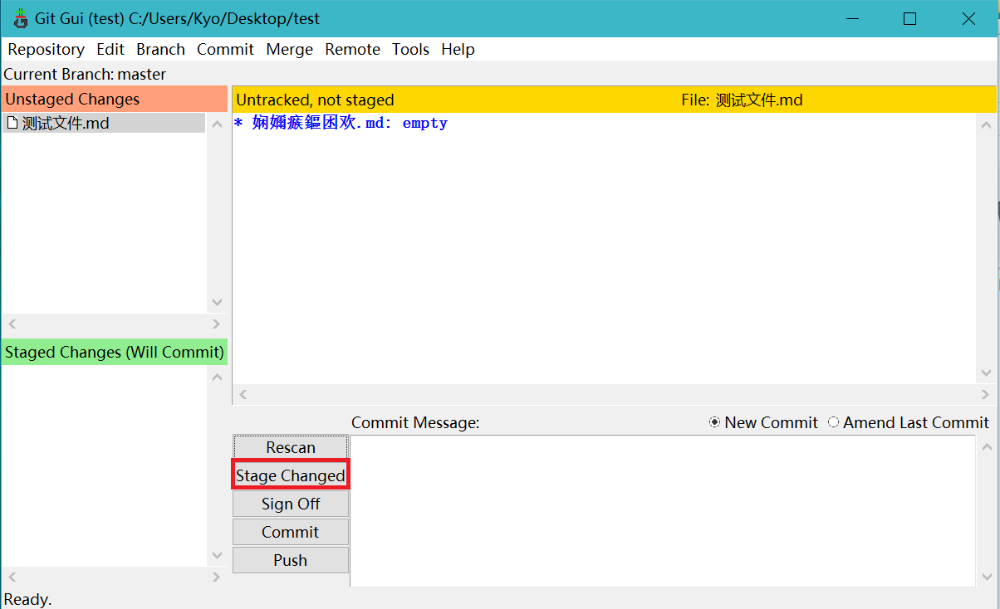 Git Gui (test) C:/Users/Kyo/Desktop/test
Repository Edit Branch Commit Merge Remote Tools Help
Current Branch: master
Unstaged Changes
测试文件.md
Untracked, not staged File: 测试文件.md
* 娴嬭瘯鏂囦欢.md: empty
Staged Changes (Will Commit)
Commit Message: New Commit Amend Last Commit
Rescan
Stage Changed
Sign Off
Commit
Push
Ready.